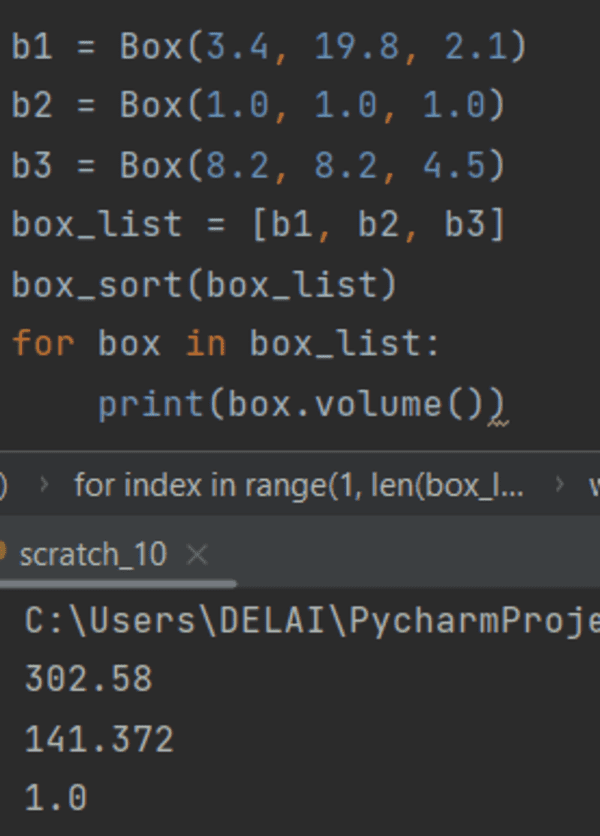 b1 = Box(3.4, 19.8, 2.1)
b2 = Box(1.0, 1.0, 1.0)
b3 = Box(8.2, 8.2, 4.5)
box_list = [b1, b2, b3]
box_sort(box_list)
for box in box_list:
    print(box.volume())
) › for index in range(1, len(box_l... ›
scratch_10 ×
C:\Users\DELAI\PycharmProje
302.58
141.372
1.0